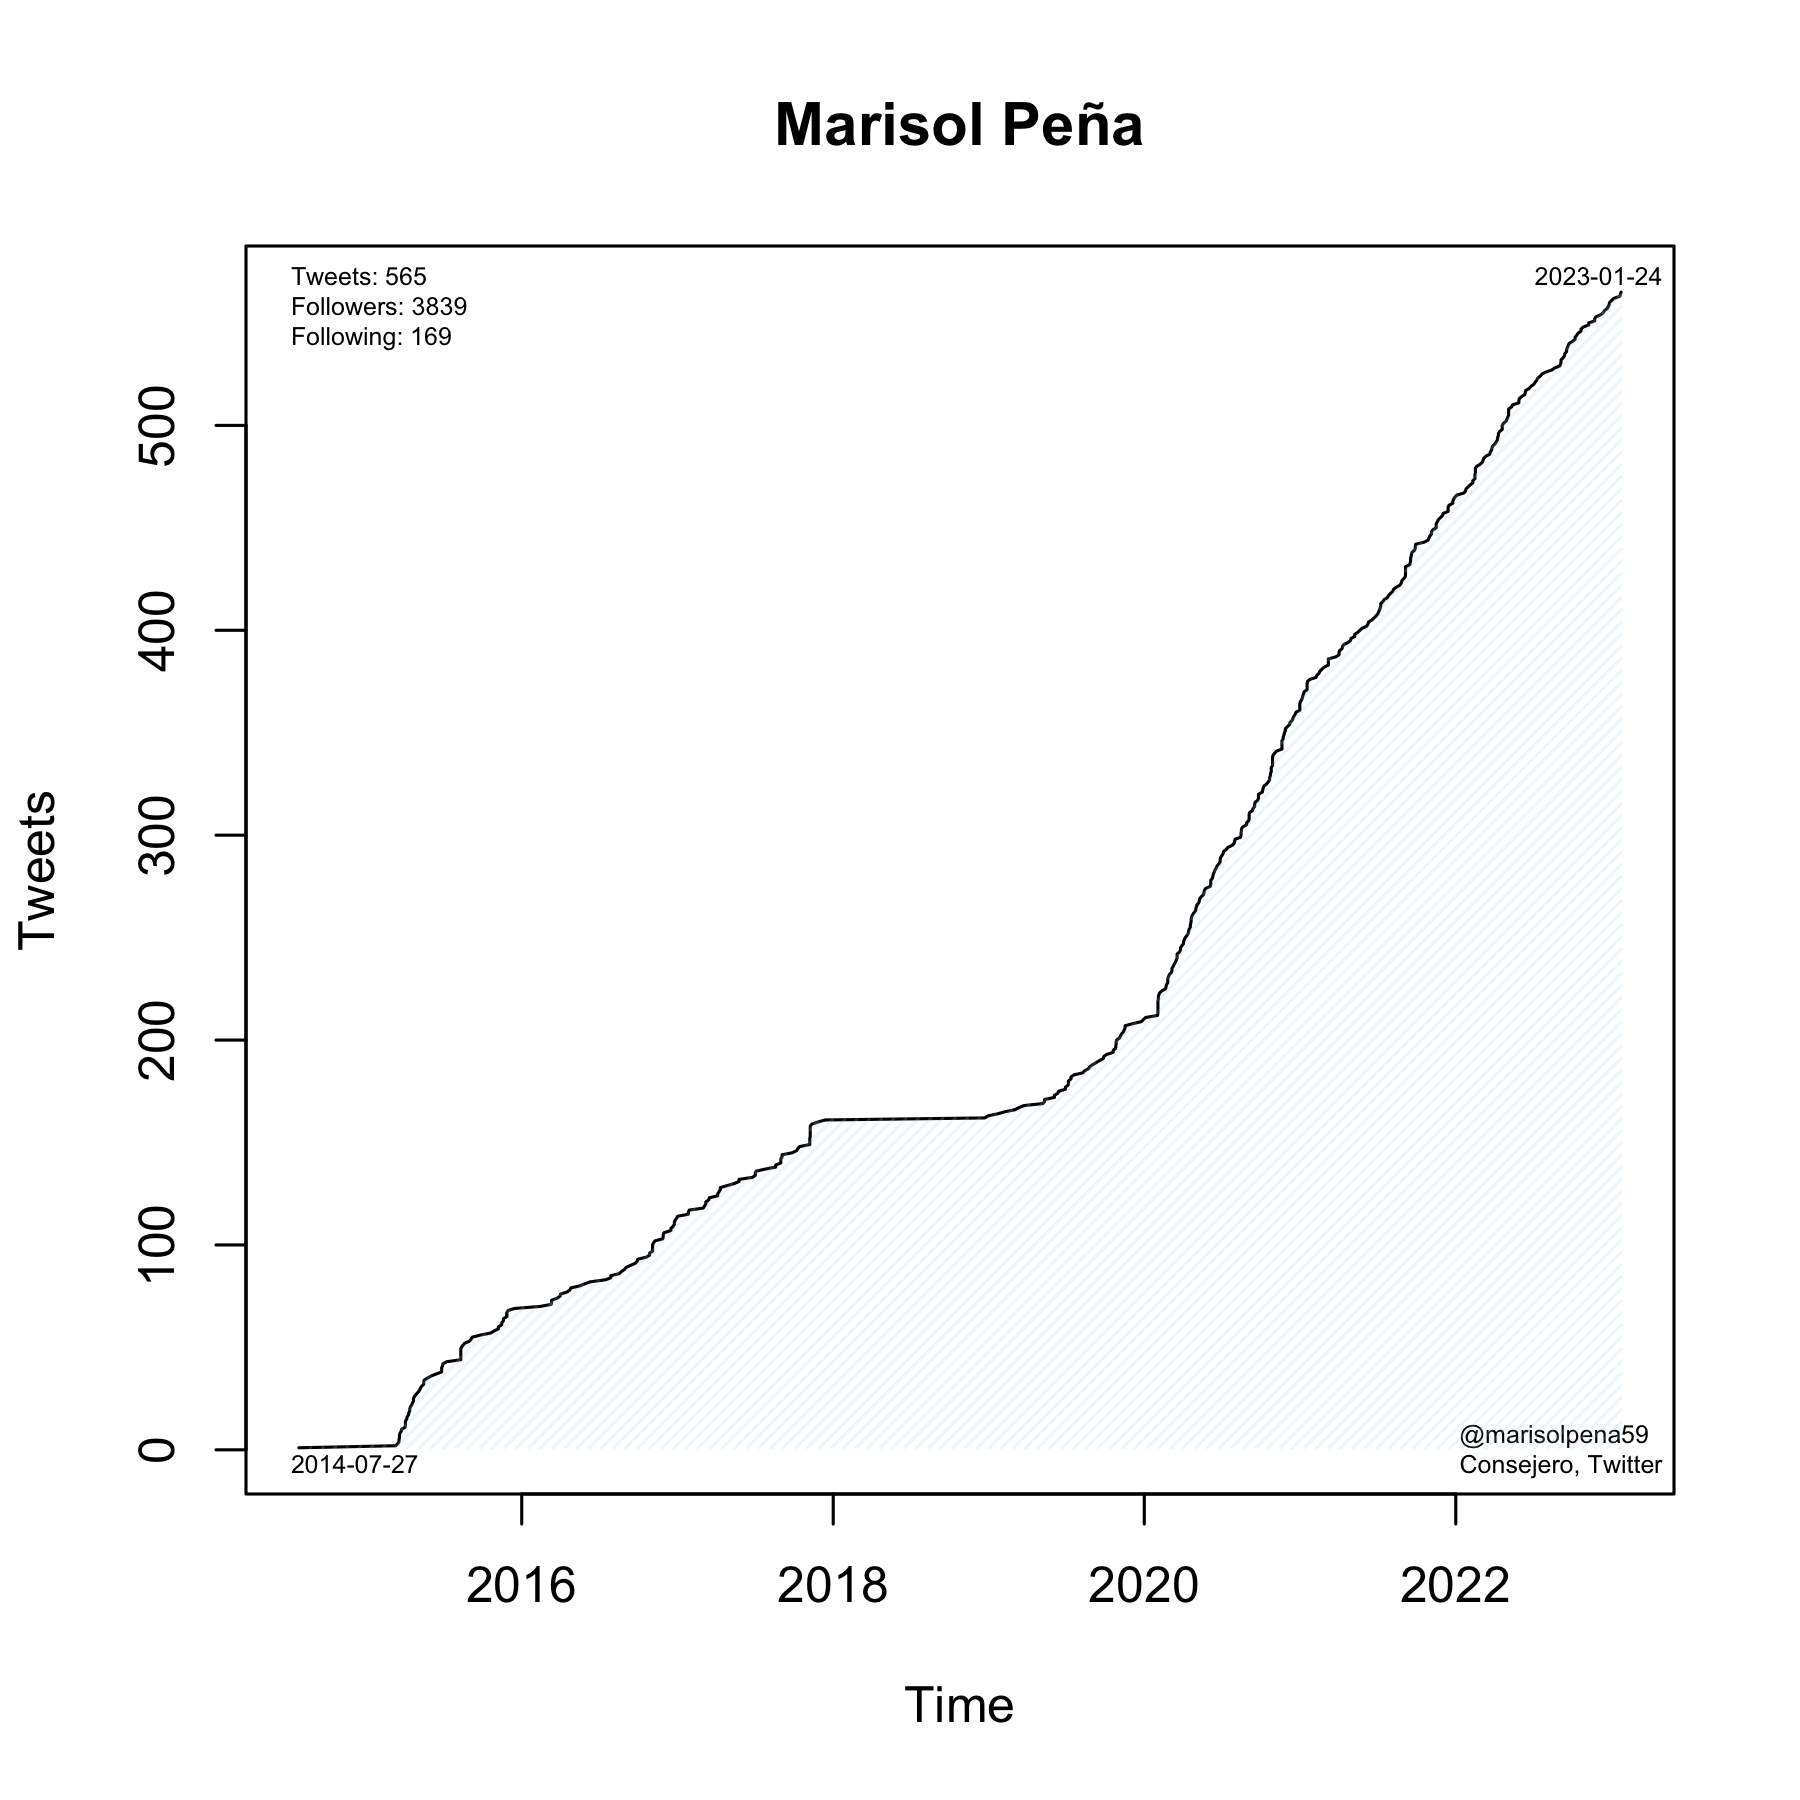 Marisol Peña
Tweets: 565
Followers: 3839
Following: 169
2023-01-24
Tweets
500
400
300
200
100
0
2014-07-27
@marisolpena59
Consejero, Twitter
2016 2018 2020 2022
Time